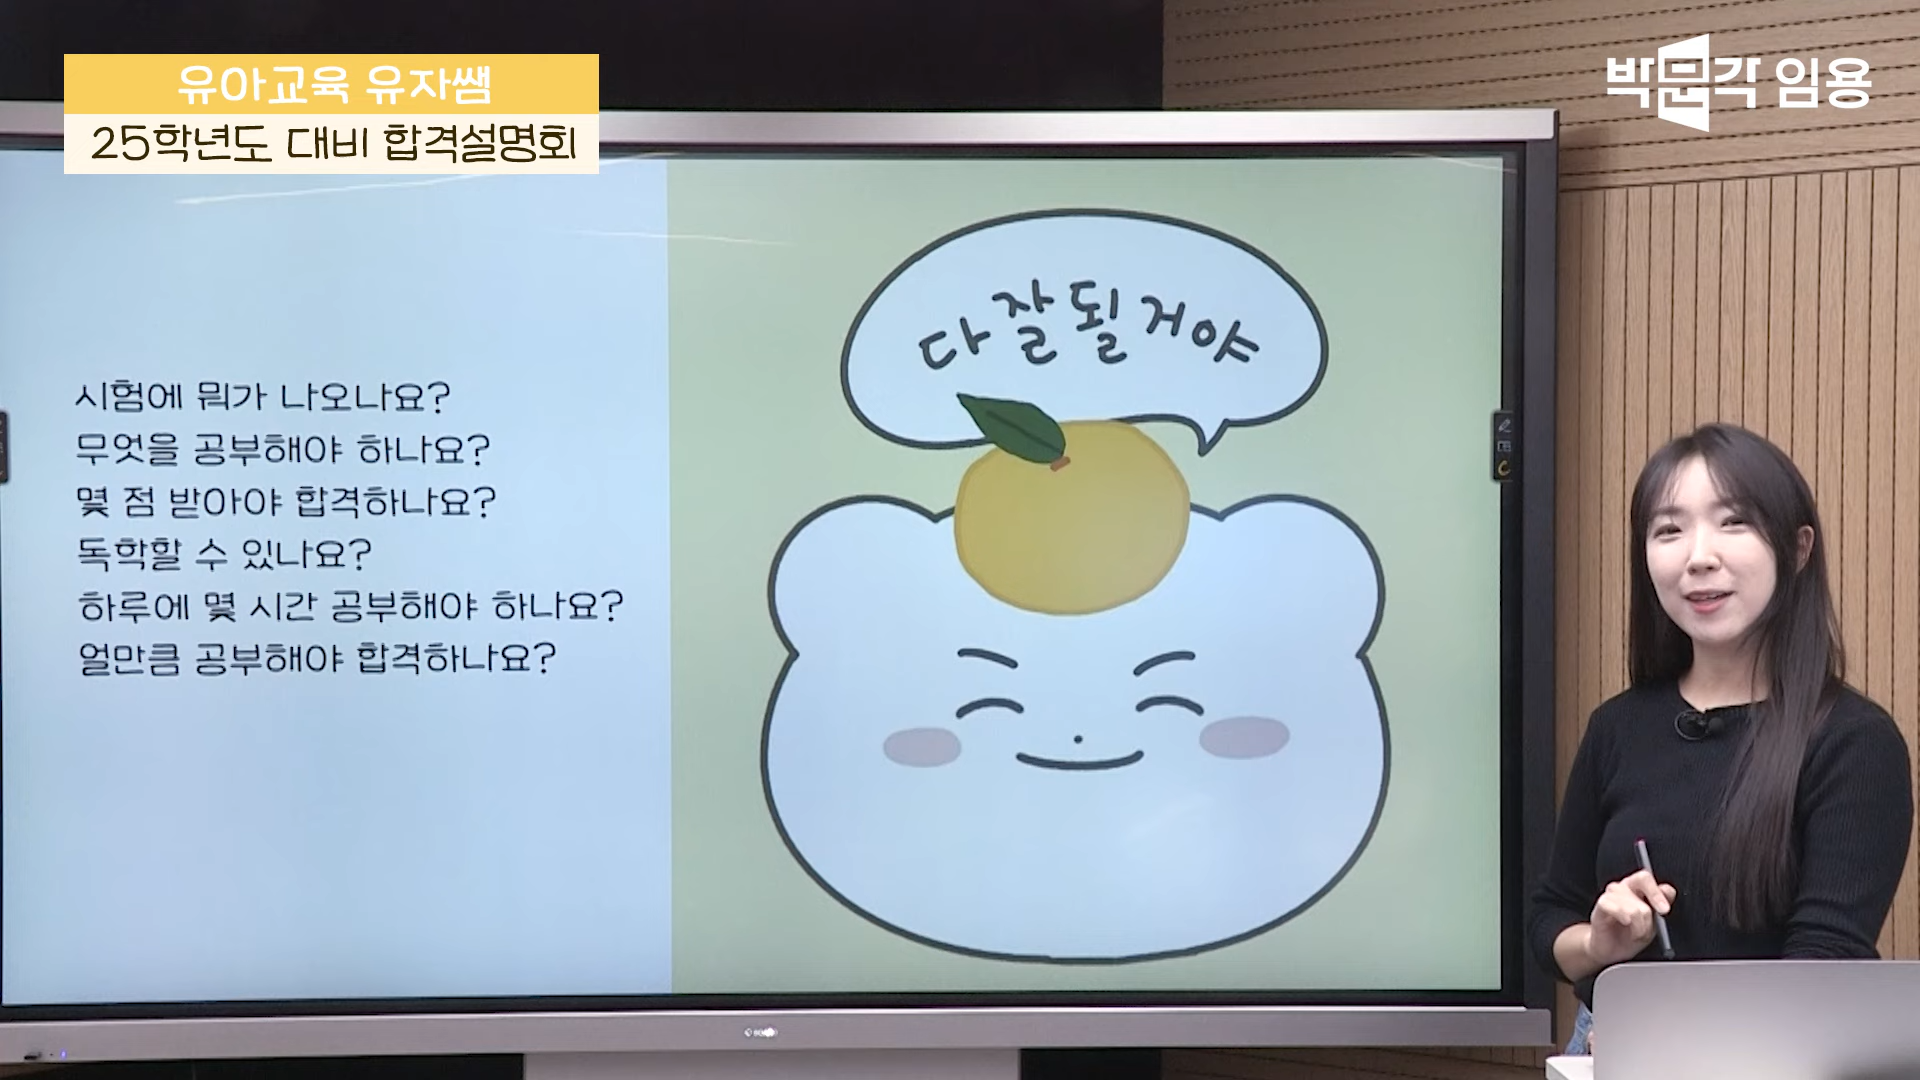 유아교육 유자쌤
25학년도 대비 합격설명회
박문각 임용
시험에 뭐가 나오나요?
무엇을 공부해야 하나요?
몇 점 받아야 합격하나요?
독학할 수 있나요?
하루에 몇 시간 공부해야 하나요?
얼만큼 공부해야 합격하나요?
다 잘 될 거야